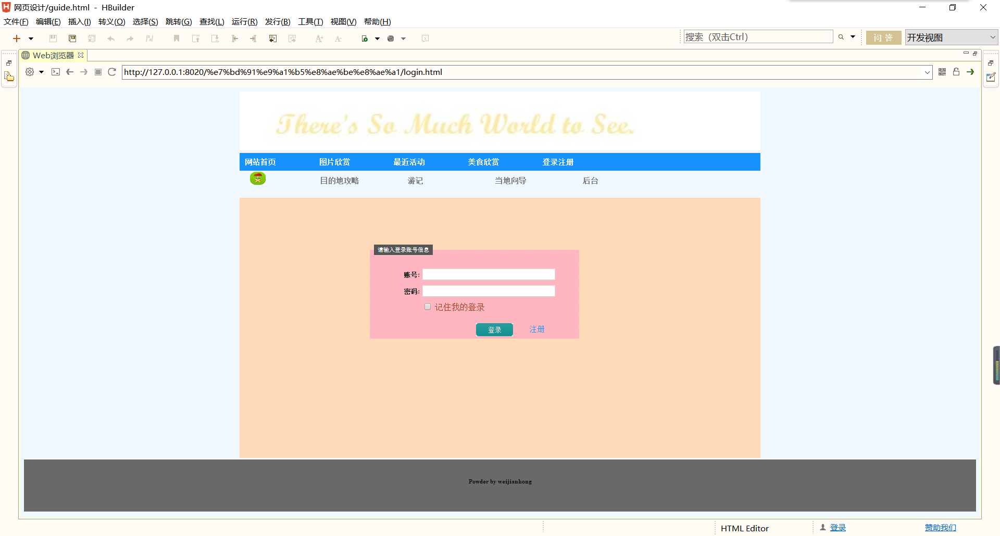 网页设计/guide.html - HBuilder
文件(F) 编辑(E) 插入(I) 转义(O) 选择(S) 跳转(G) 查找(L) 运行(R) 发行(B) 工具(T) 视图(V) 帮助(H)
搜索（双击Ctrl） 问 答 开发视图
Web浏览器
http://127.0.0.1:8020/%e7%bd%91%e9%a1%b5%e8%ae%be%e8%ae%a1/login.html
There's So Much World to See.
网站首页 图片欣赏 最近活动 美食欣赏 登录注册
目的地攻略 游记 当地向导 后台
请输入登录账号信息
账号:
密码:
记住我的登录
登录 注册
Powder by weijianhong
HTML Editor 登录 赞助我们